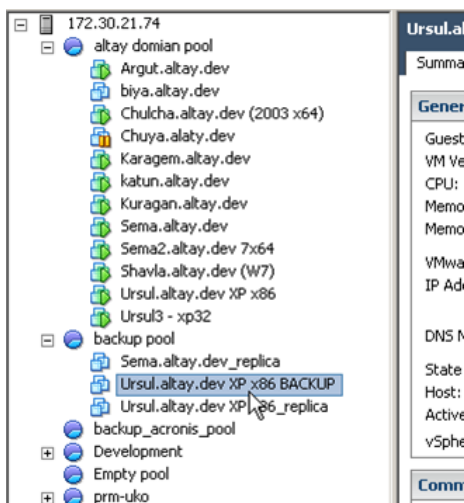 172.30.21.74
altay domian pool
Argut.altay.dev
biya.altay.dev
Chulcha.altay.dev (2003 x64)
Chuya.alaty.dev
Karagem.altay.dev
katun.altay.dev
Kuragan.altay.dev
Sema.altay.dev
Sema2.altay.dev 7x64
Shavla.altay.dev (W7)
Ursul.altay.dev XP x86
Ursul3 - xp32
backup pool
Sema.altay.dev_replica
Ursul.altay.dev XP x86 BACKUP
Ursul.altay.dev XP x86_replica
backup_acronis_pool
Development
Empty pool
prm-uko
Ursul.al
Summa
Gener
Guest
VM Ve
CPU:
Memo
Memo
VMwa
IP Add
DNS N
State
Host:
Active
vSphe
Comm